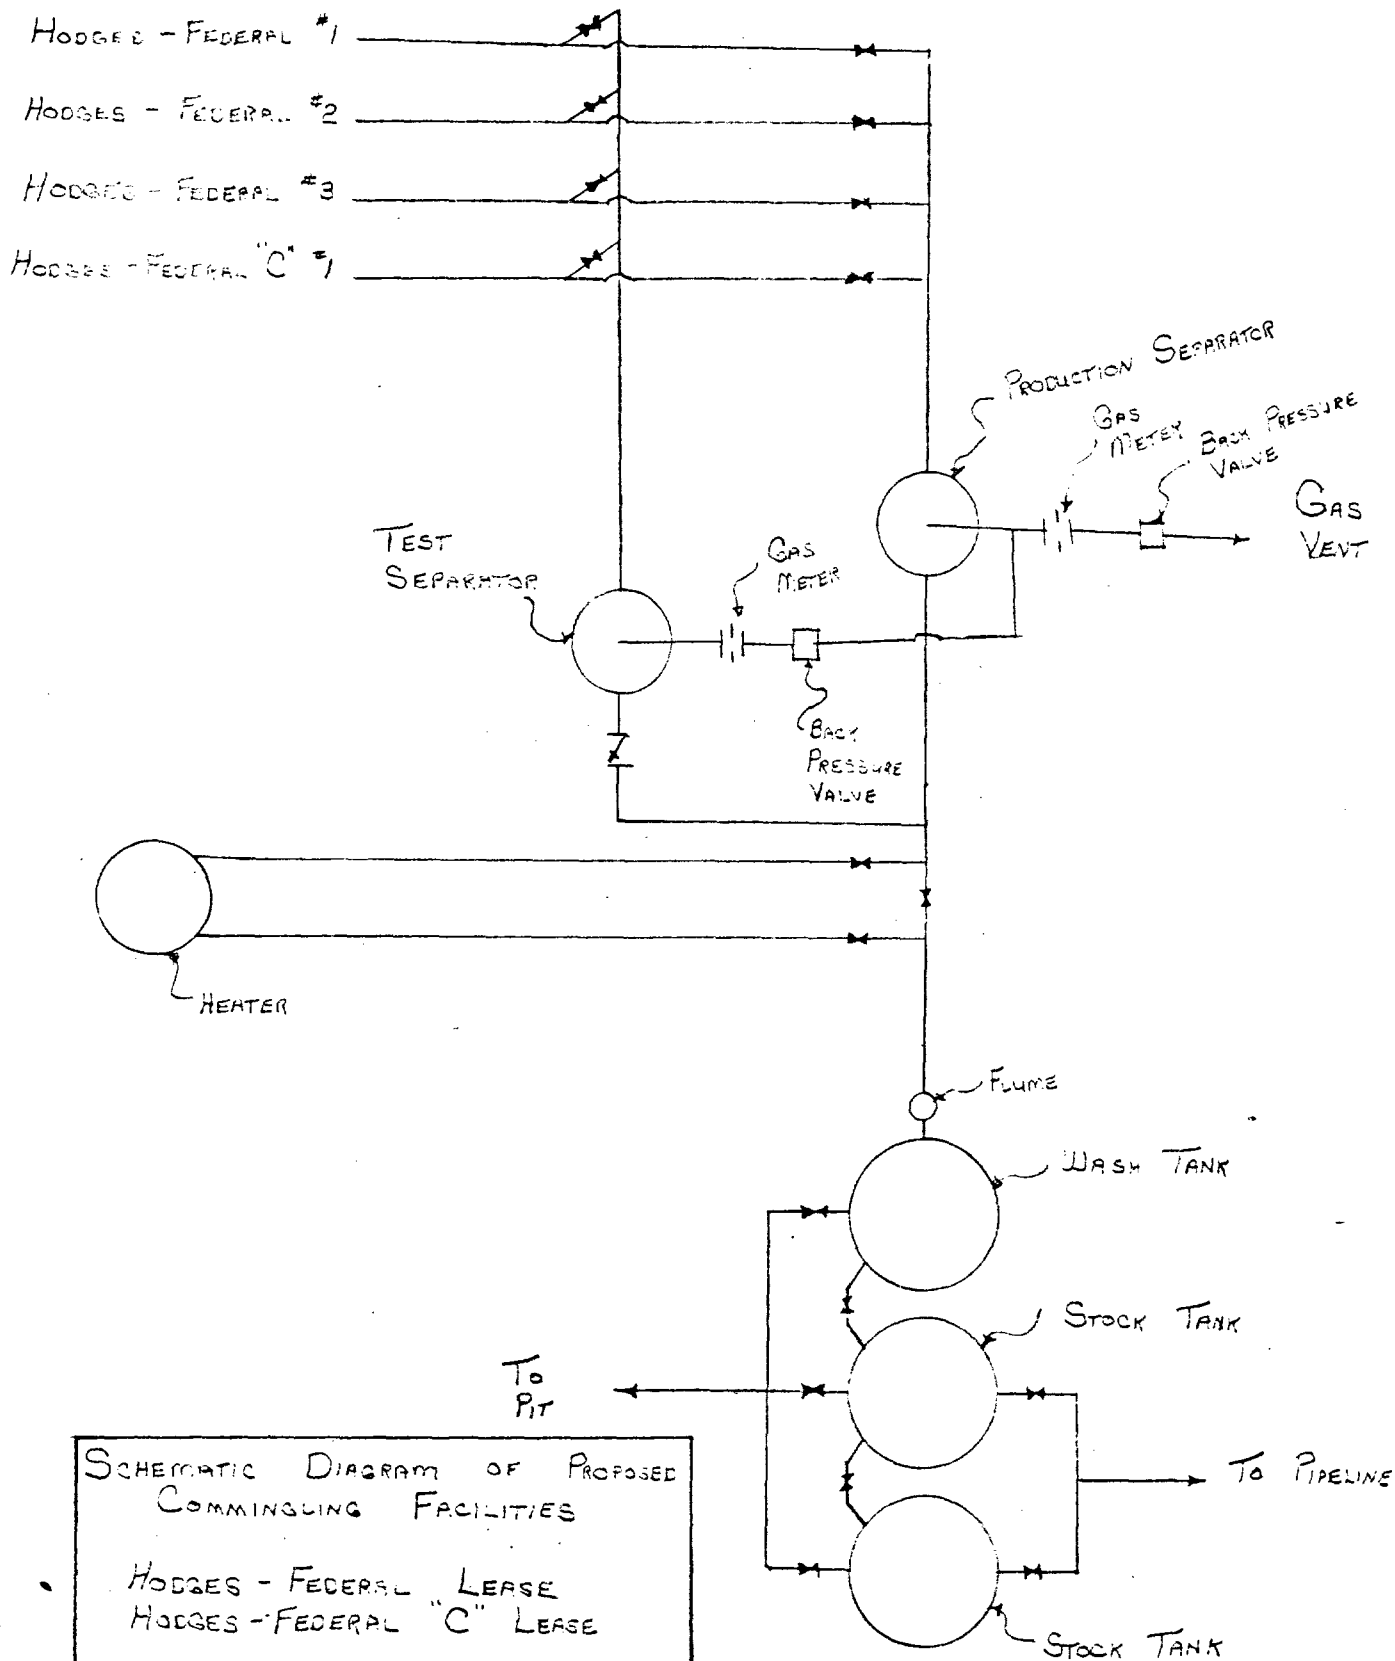 HODGES - FEDERAL #1
HODGES - FEDERAL #2
HODGES - FEDERAL #3
HODGES - FEDERAL "C" #1
PRODUCTION SEPARATOR
GAS
METER
BACK PRESSURE
VALVE
GAS
VENT
TEST
SEPARATOR
GAS
METER
BACK
PRESSURE
VALVE
HEATER
FLUME
WASH TANK
STOCK TANK
TO
PIT
TO PIPELINE
STOCK TANK
SCHEMATIC DIAGRAM OF PROPOSED
COMMINGLING FACILITIES
HODGES - FEDERAL LEASE
HODGES - FEDERAL "C" LEASE